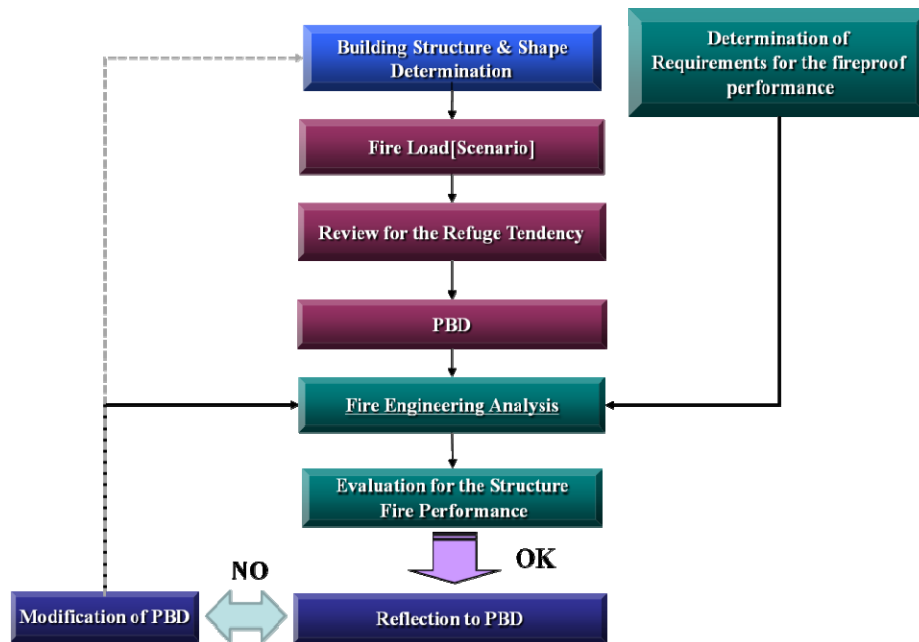 Building Structure & Shape
Determination
Determination of
Requirements for the fireproof
performance
Fire Load[Scenario]
Review for the Refuge Tendency
PBD
Fire Engineering Analysis
Evaluation for the Structure
Fire Performance
OK
NO
Modification of PBD
Reflection to PBD